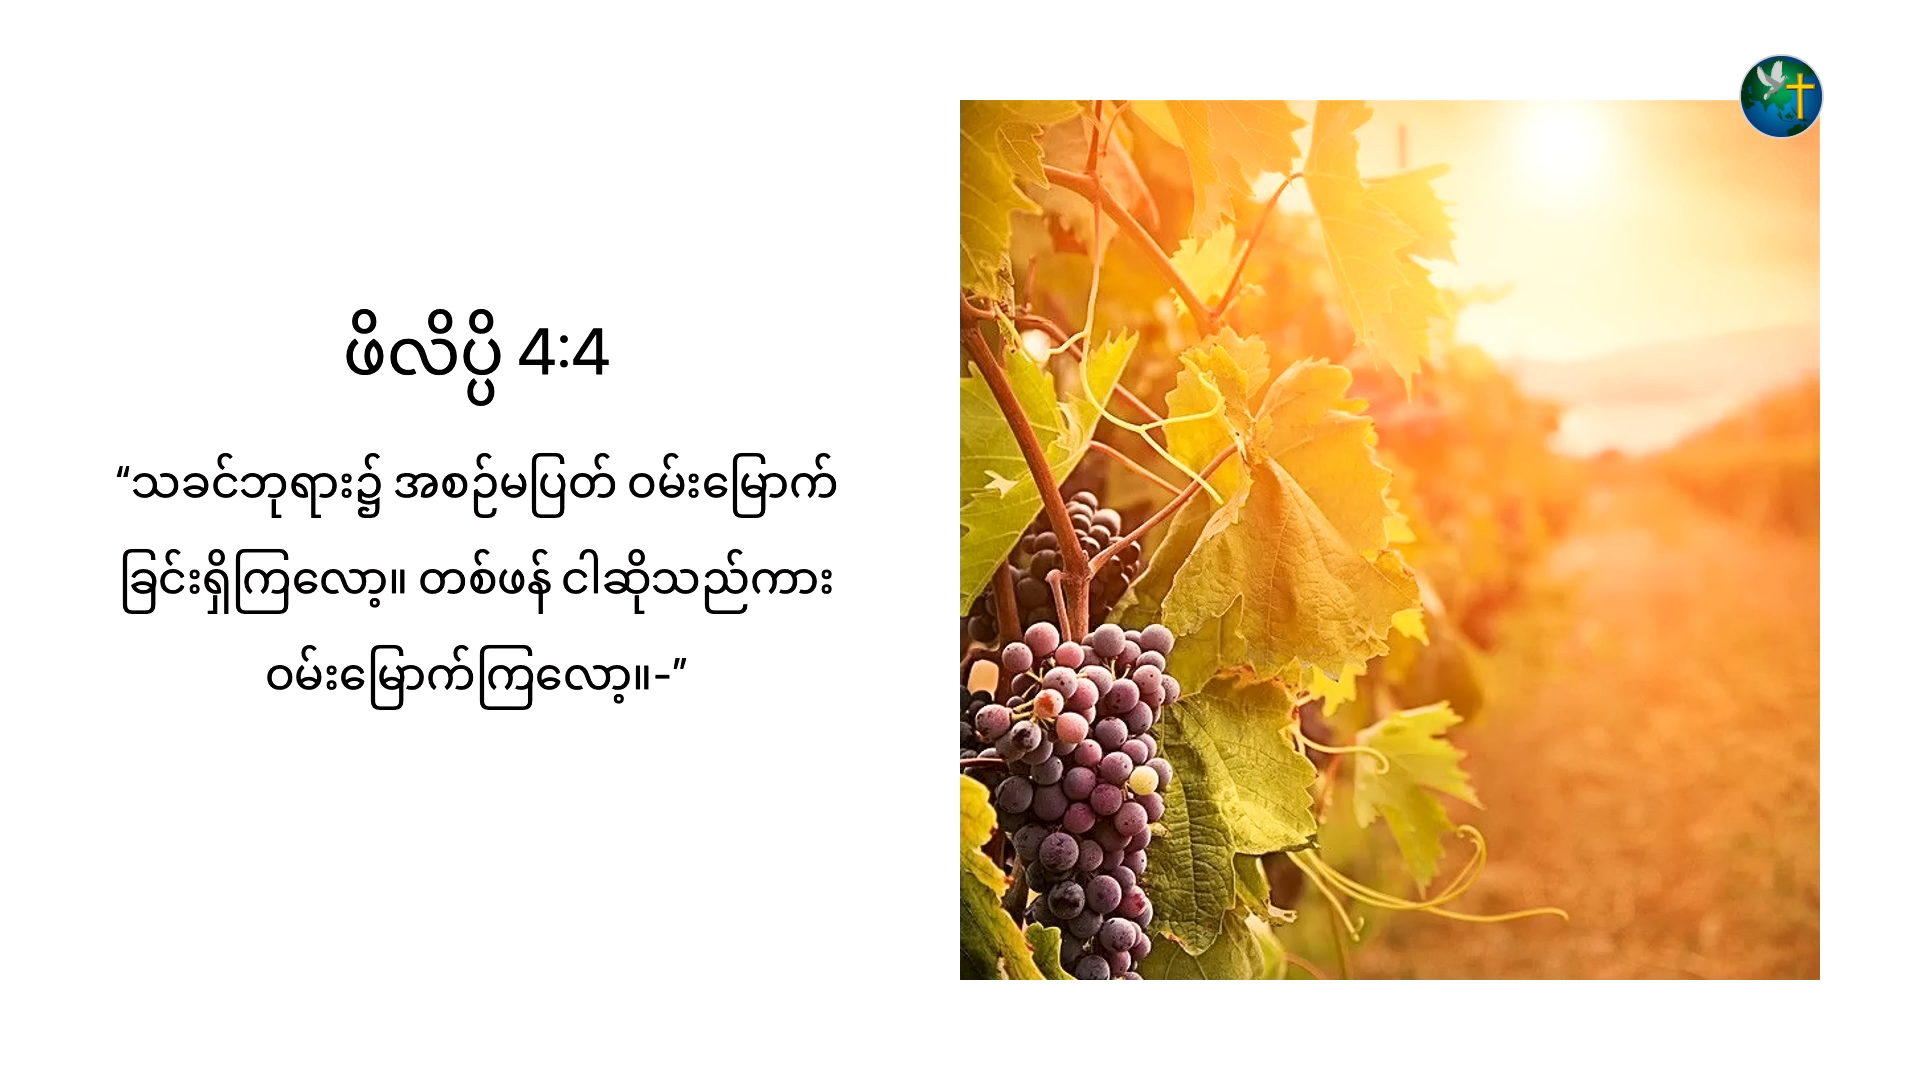 ဖိလိပ္ပိ 4:4
“သခင်ဘုရား၌ အစဉ်မပြတ် ဝမ်းမြောက်
ခြင်းရှိကြလော့။ တစ်ဖန် ငါဆိုသည်ကား
ဝမ်းမြောက်ကြလော့။-”